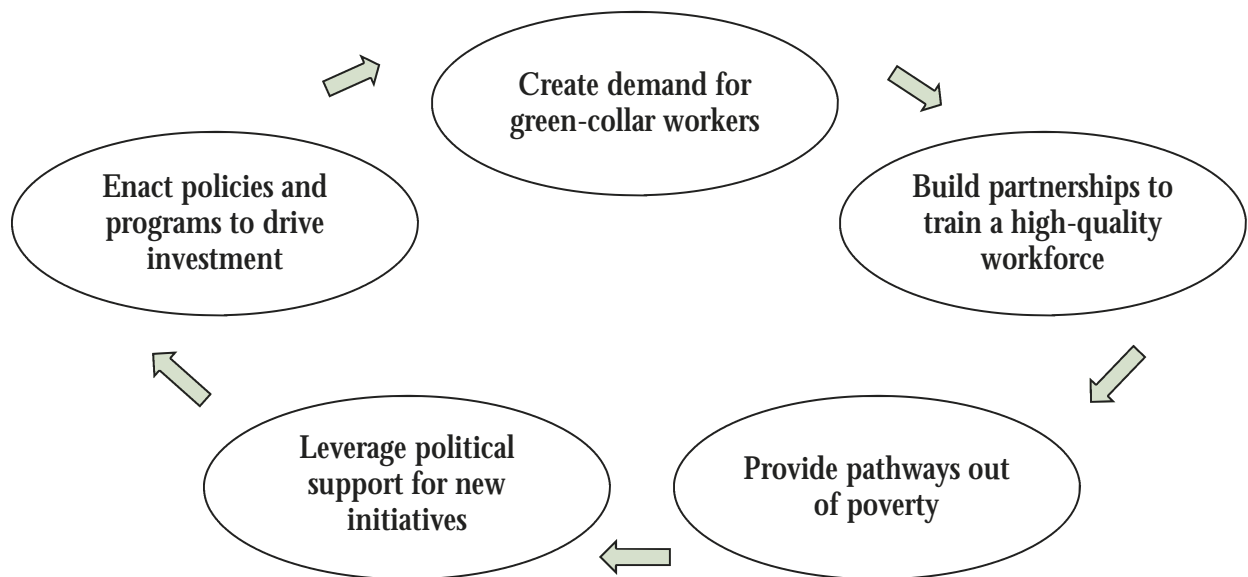 Create demand for
green-collar workers
Build partnerships to
train a high-quality
workforce
Provide pathways out
of poverty
Leverage political
support for new
initiatives
Enact policies and
programs to drive
investment